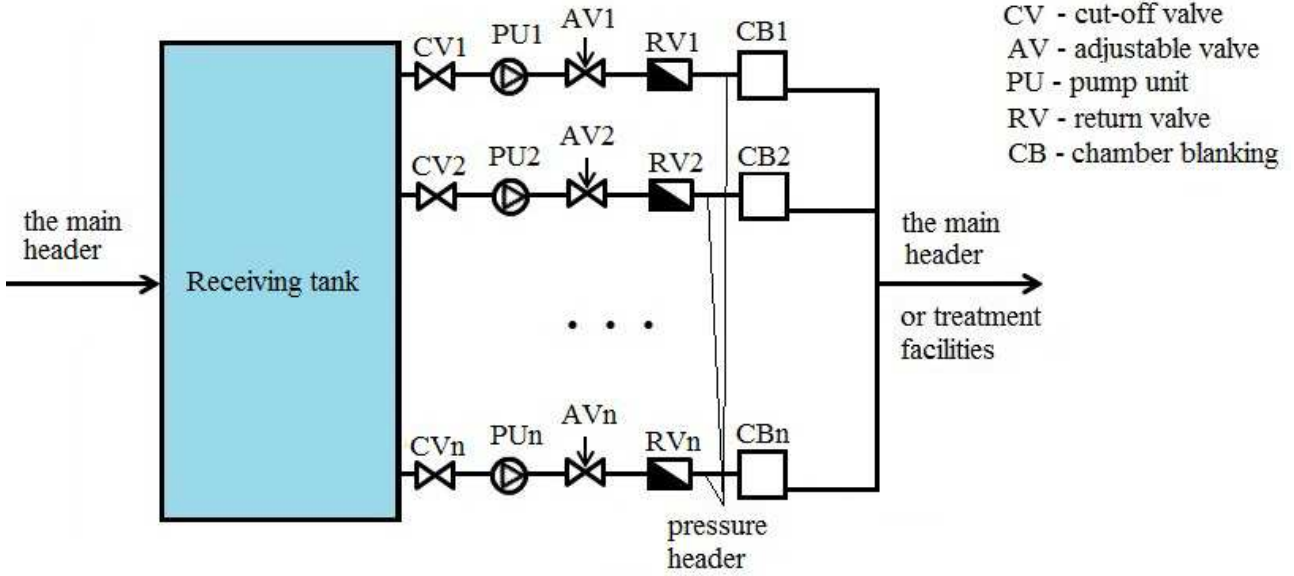 CV - cut-off valve
AV - adjustable valve
PU - pump unit
RV - return valve
CB - chamber blanking
CV1 PU1 AV1 RV1 CB1
CV2 PU2 AV2 RV2 CB2
the main
header
Receiving tank
the main
header
or treatment
facilities
. . .
CVn PUn AVn RVn CBn
pressure
header